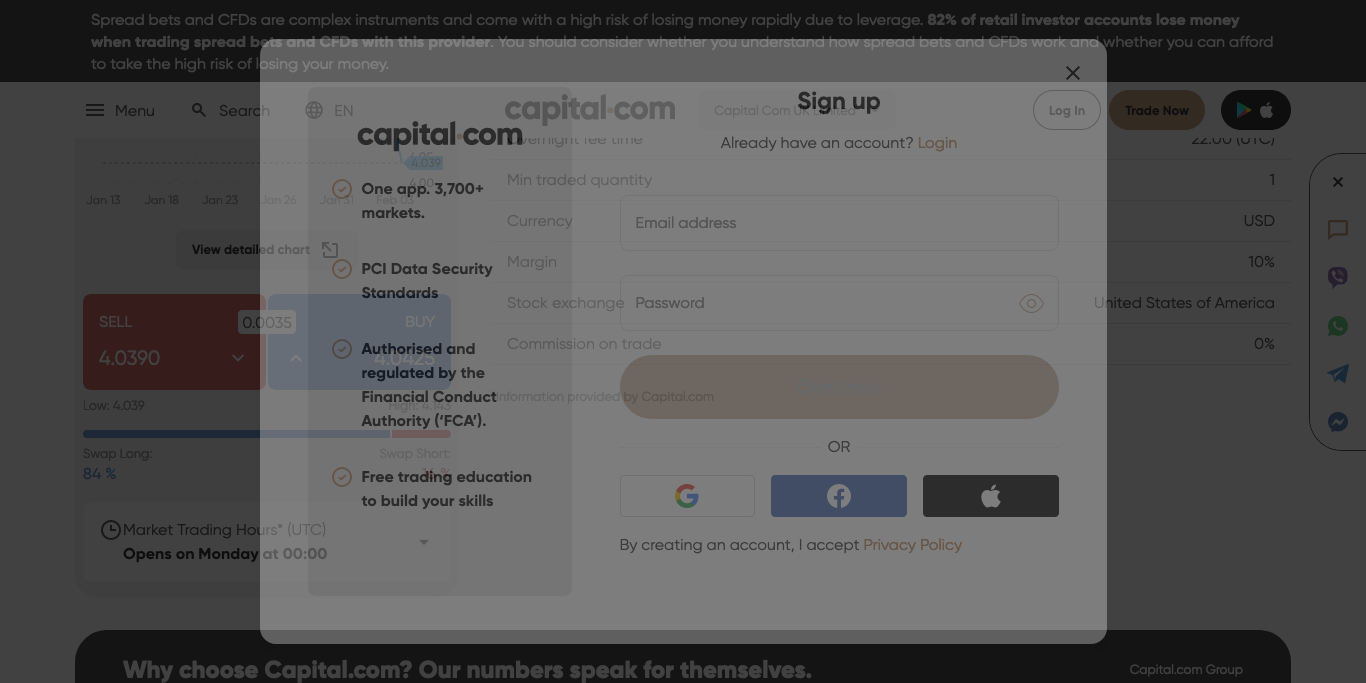 Spread bets and CFDs are complex instruments and come with a high risk of losing money rapidly due to leverage. 82% of retail investor accounts lose money
when trading spread bets and CFDs with this provider. You should consider whether you understand how spread bets and CFDs work and whether you can afford
to take the high risk of losing your money.
Menu
Search
EN
capital.com
Capital Com UK Limited
Log In
Trade Now
4.039
4.00
Jan 13
Jan 18
Jan 23
Jan 26
Jan 31
Feb 03
View detailed chart
SELL
0.0035
BUY
4.0390
4.0425
Low: 4.039
High: 4.143
Swap Long:
Swap Short:
84 %
16 %
Market Trading Hours* (UTC)
Opens on Monday at 00:00
Overnight fee time
22:00 (UTC)
Min traded quantity
1
Currency
USD
Margin
10%
Stock exchange
United States of America
Commission on trade
0%
Information provided by Capital.com
capital.com
One app. 3,700+
markets.
PCI Data Security
Standards
Authorised and
regulated by the
Financial Conduct
Authority (‘FCA’).
Free trading education
to build your skills
Sign up
Already have an account? Login
Email address
Password
OR
By creating an account, I accept Privacy Policy
Why choose Capital.com? Our numbers speak for themselves.
Capital.com Group